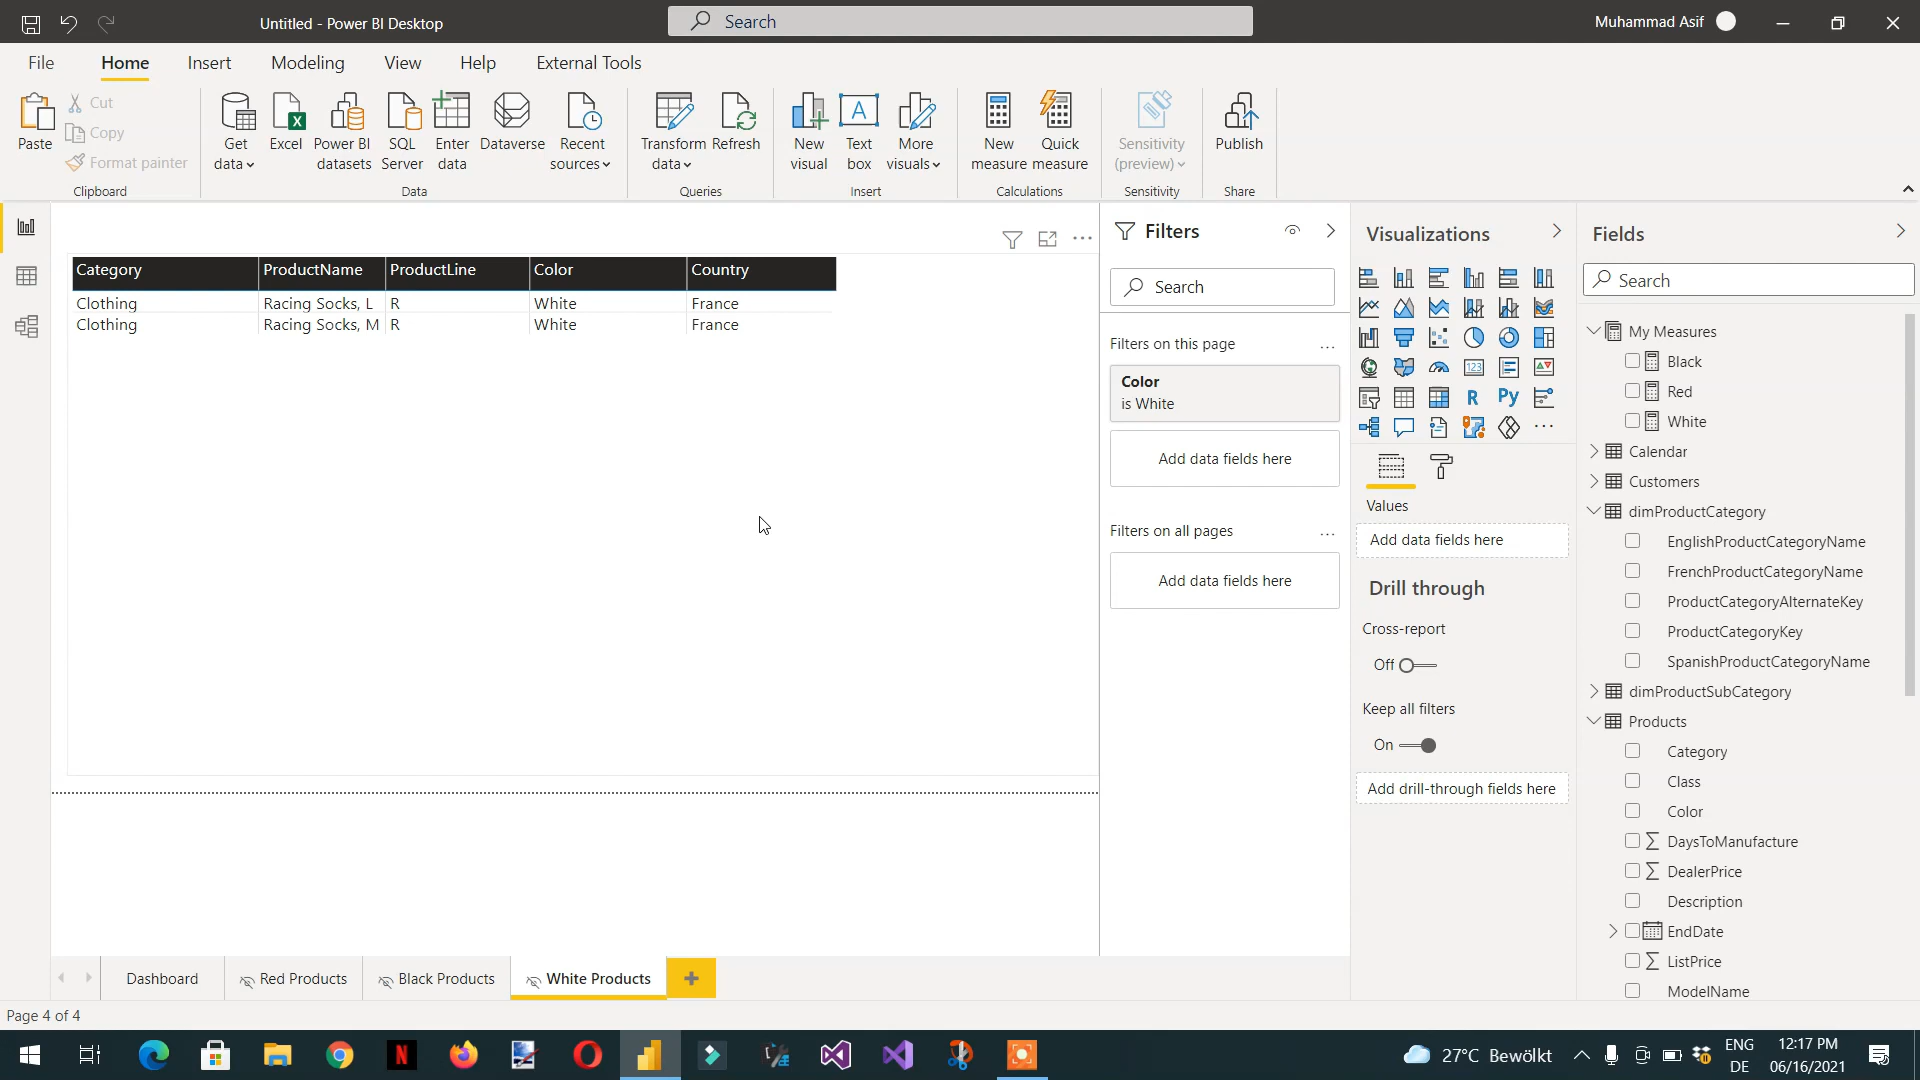 Untitled - Power BI Desktop
Search
Muhammad Asif
File
Home
Insert
Modeling
View
Help
External Tools
Paste
Cut
Copy
Format painter
Clipboard
Get data
Excel
Power BI datasets
SQL Server
Enter data
Dataverse
Recent sources
Data
Transform data
Refresh
Queries
New visual
Text box
More visuals
Insert
New measure
Quick measure
Calculations
Sensitivity (preview)
Sensitivity
Publish
Share
Category ProductName ProductLine Color Country
Clothing Racing Socks, L R White France
Clothing Racing Socks, M R White France
Filters
Search
Filters on this page
Color
is White
Add data fields here
Filters on all pages
Add data fields here
Visualizations
R
Py
123
Values
Add data fields here
Drill through
Cross-report
Off
Keep all filters
On
Add drill-through fields here
Fields
Search
My Measures
Black
Red
White
Calendar
Customers
dimProductCategory
EnglishProductCategoryName
FrenchProductCategoryName
ProductCategoryAlternateKey
ProductCategoryKey
SpanishProductCategoryName
dimProductSubCategory
Products
Category
Class
Color
DaysToManufacture
DealerPrice
Description
EndDate
ListPrice
ModelName
Dashboard
Red Products
Black Products
White Products
Page 4 of 4
27°C Bewölkt
ENG
DE
12:17 PM
06/16/2021